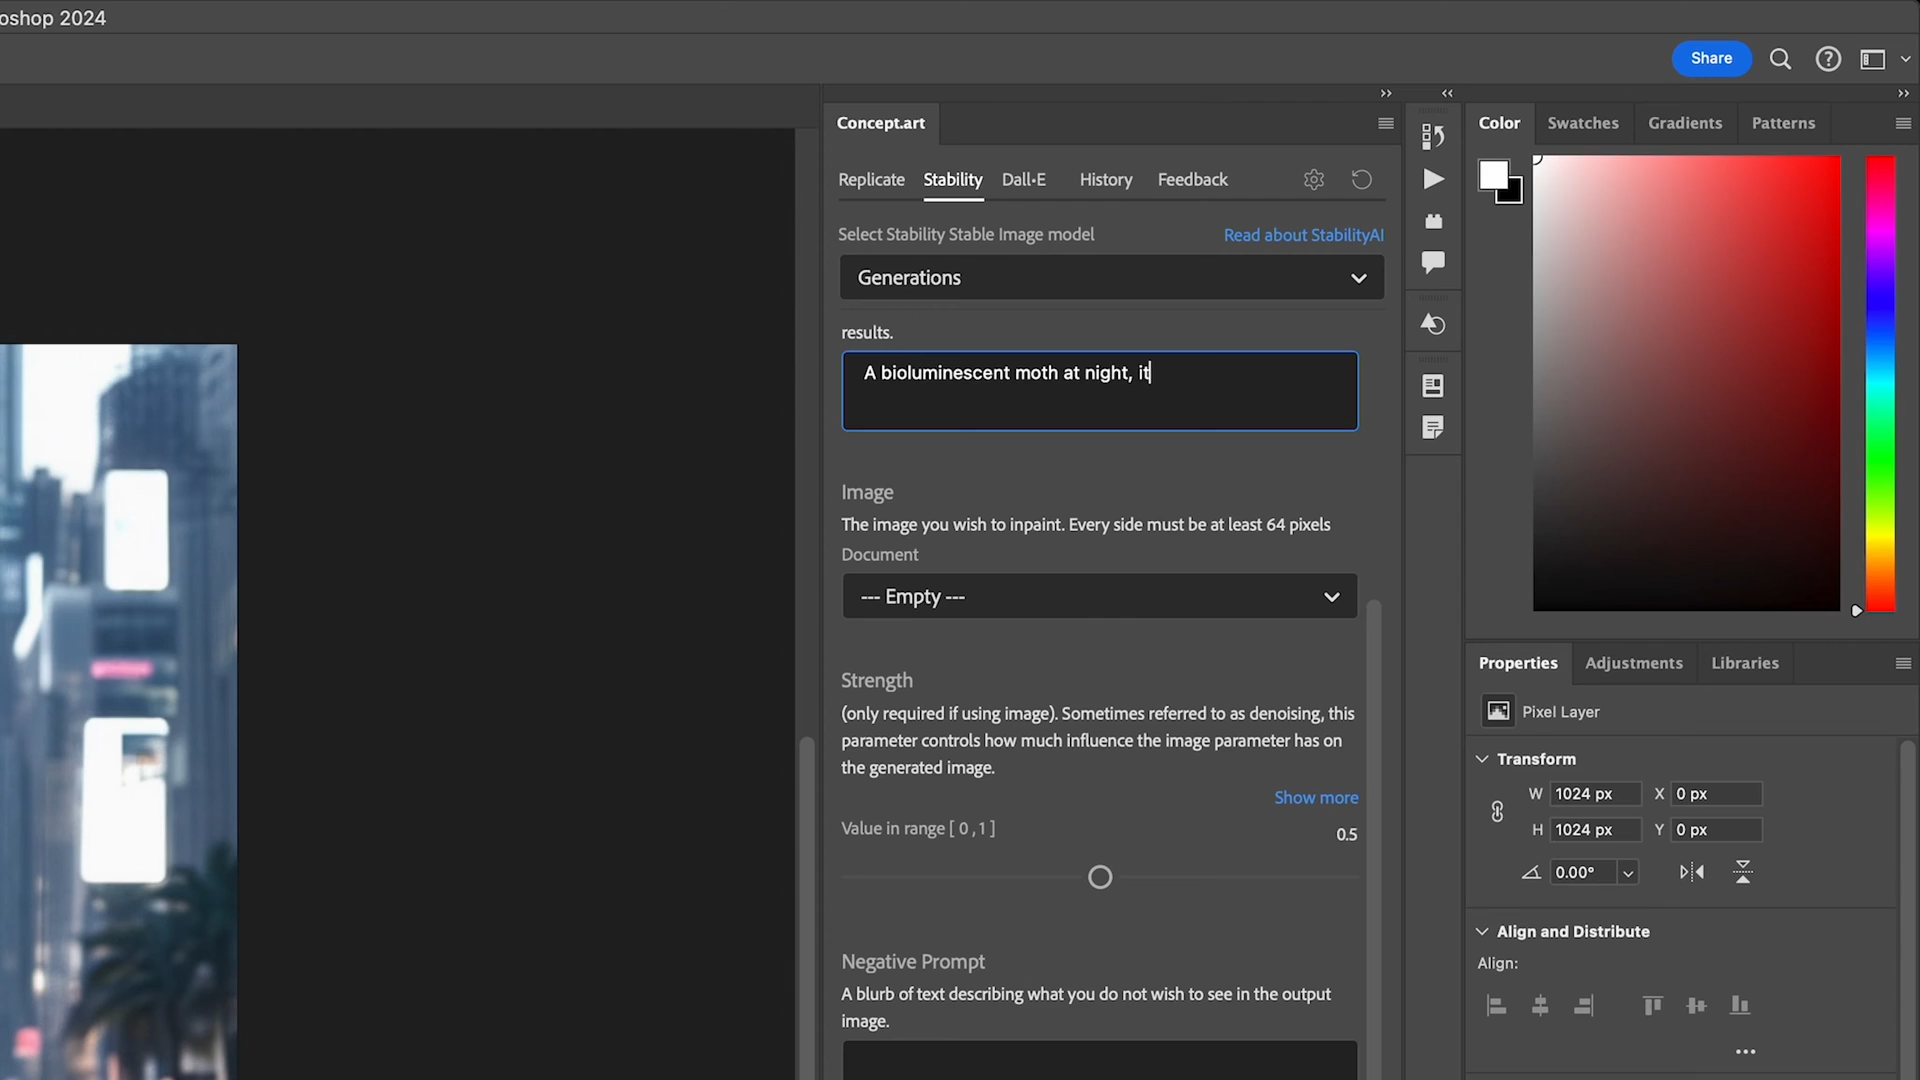 oshop 2024
Share
Concept.art
Replicate Stability Dall•E History Feedback
Select Stability Stable Image model Read about StabilityAI
Generations
results.
A bioluminescent moth at night, it
Image
The image you wish to inpaint. Every side must be at least 64 pixels
Document
--- Empty ---
Strength
(only required if using image). Sometimes referred to as denoising, this
parameter controls how much influence the image parameter has on
the generated image.
Show more
Value in range [ 0 , 1 ] 0.5
Negative Prompt
A blurb of text describing what you do not wish to see in the output
image.
Color Swatches Gradients Patterns
Properties Adjustments Libraries
Pixel Layer
Transform
W 1024 px X 0 px
H 1024 px Y 0 px
0.00°
Align and Distribute
Align: